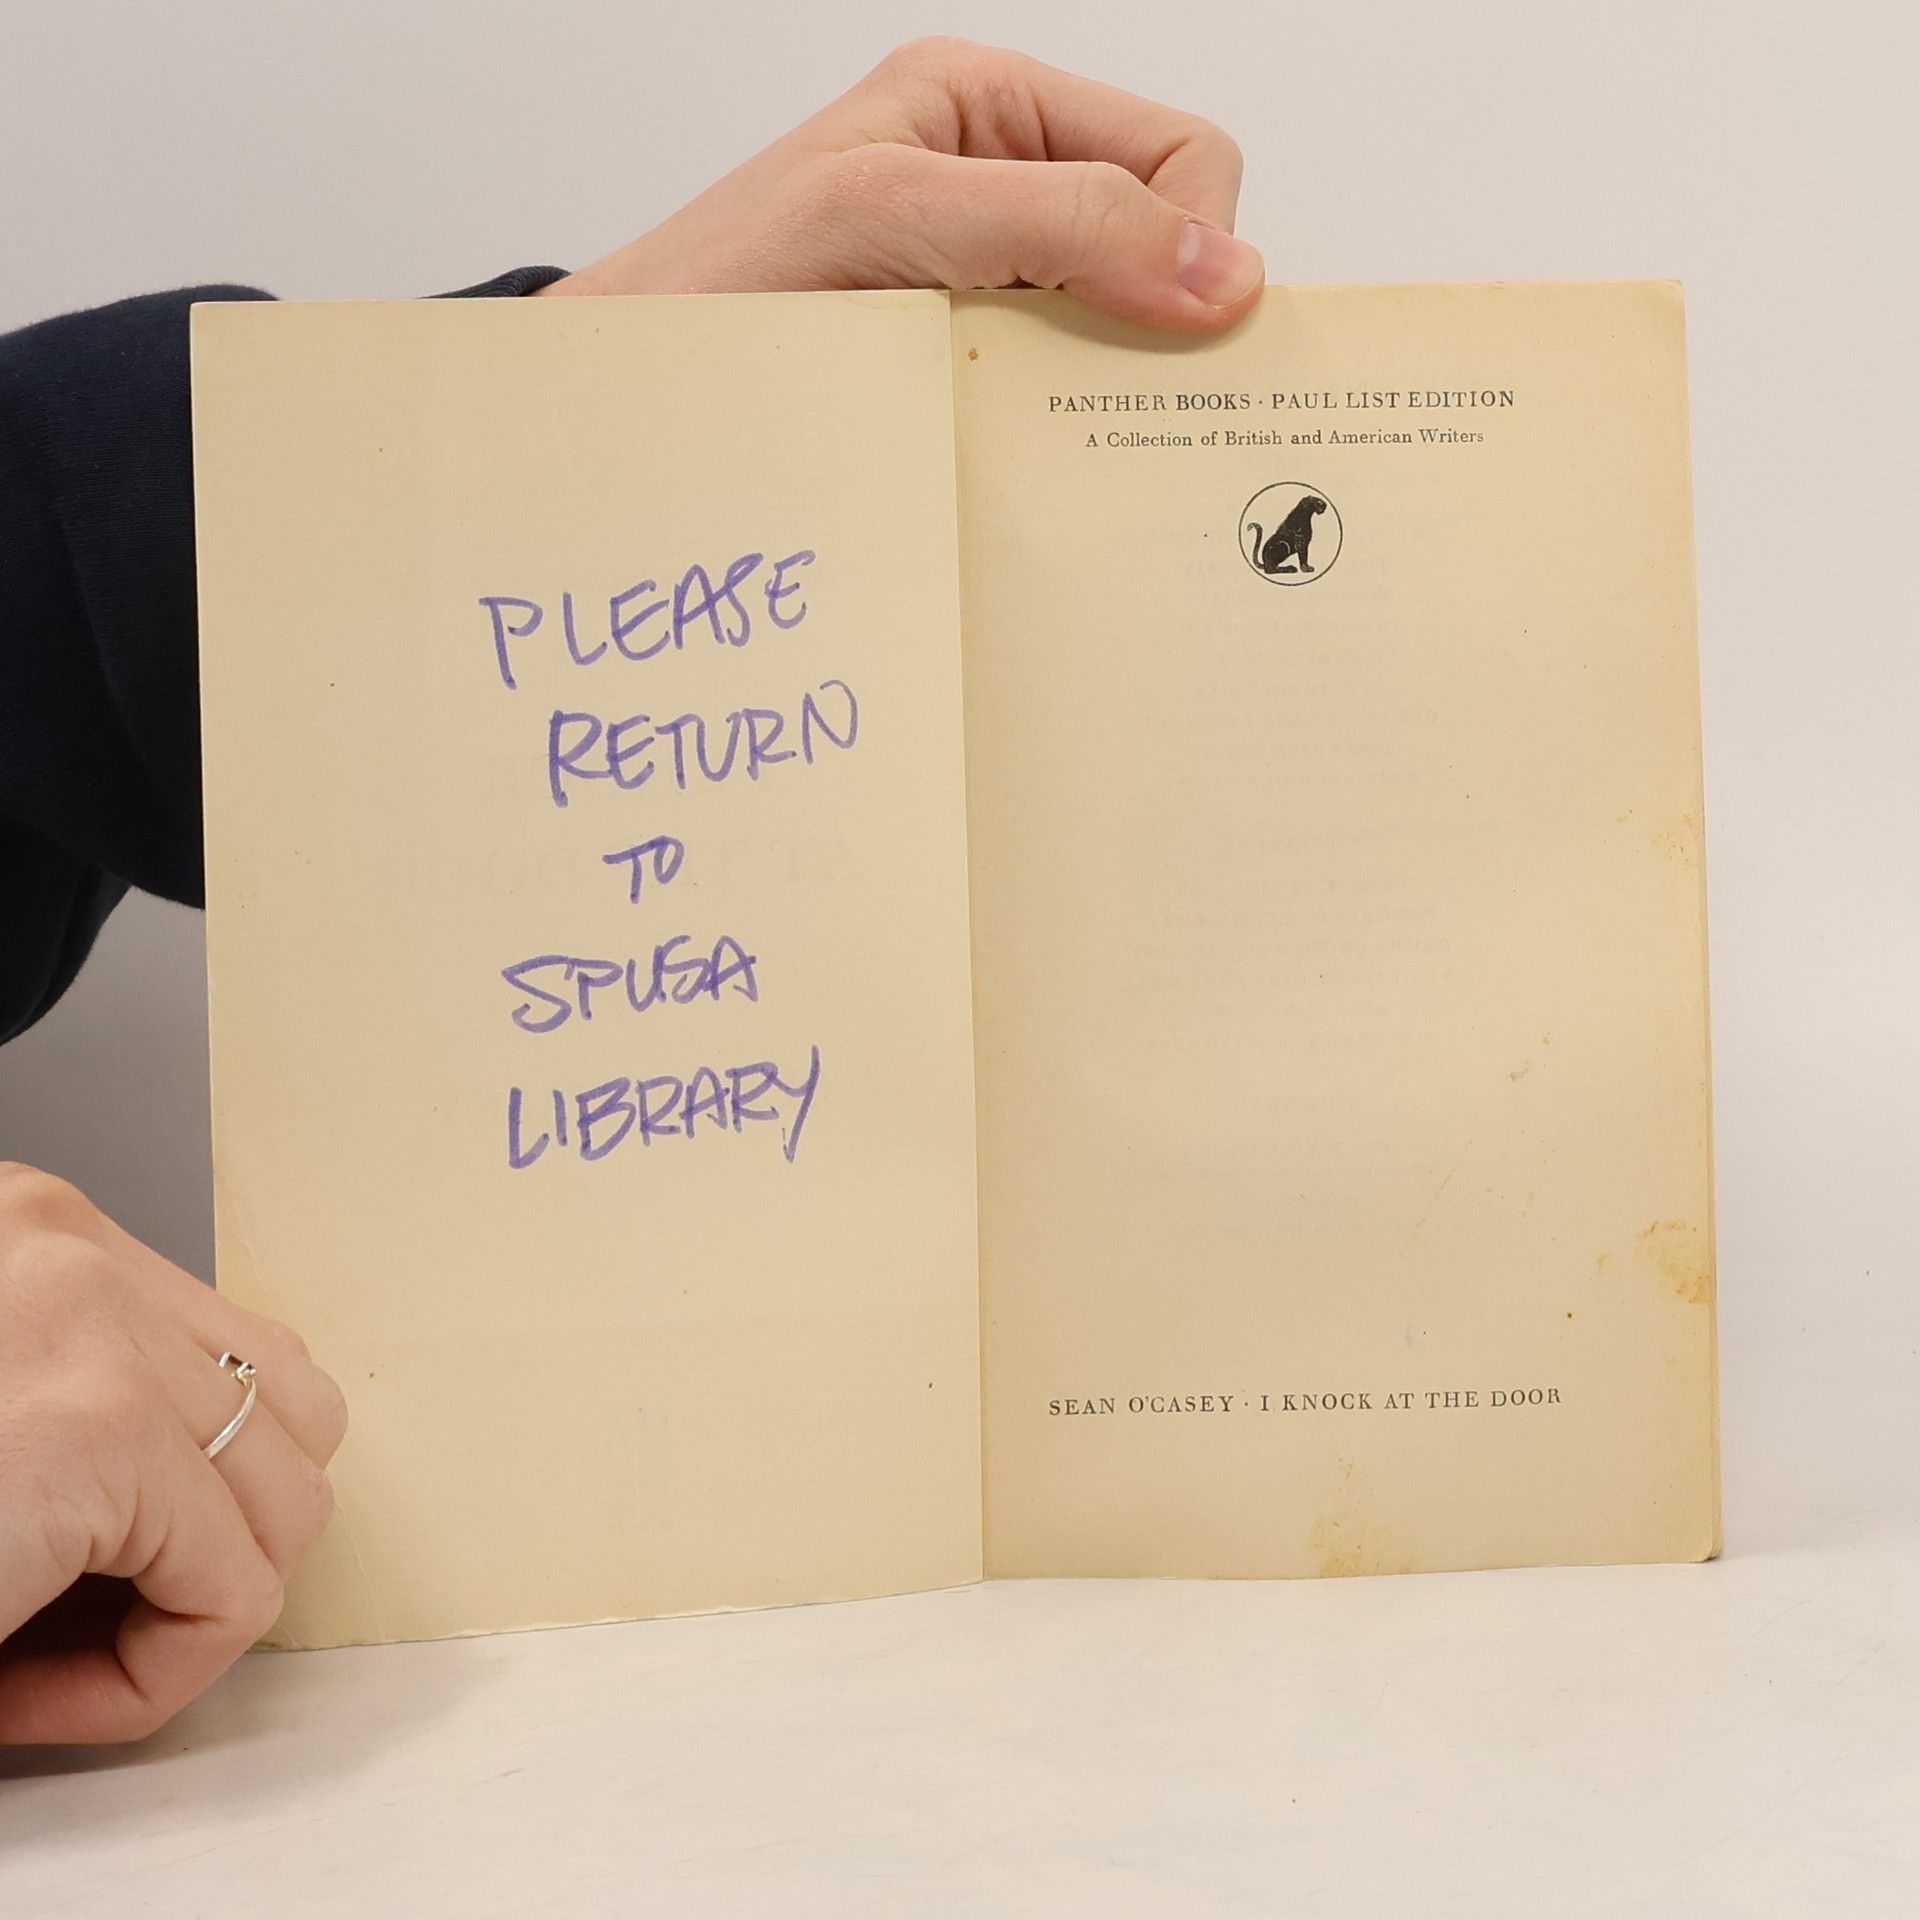 PLEASE
RETURN
TO
SPUSA
LIBRARY
PANTHER BOOKS · PAUL LIST EDITION
A Collection of British and American Writers
SEAN O'CASEY · I KNOCK AT THE DOOR